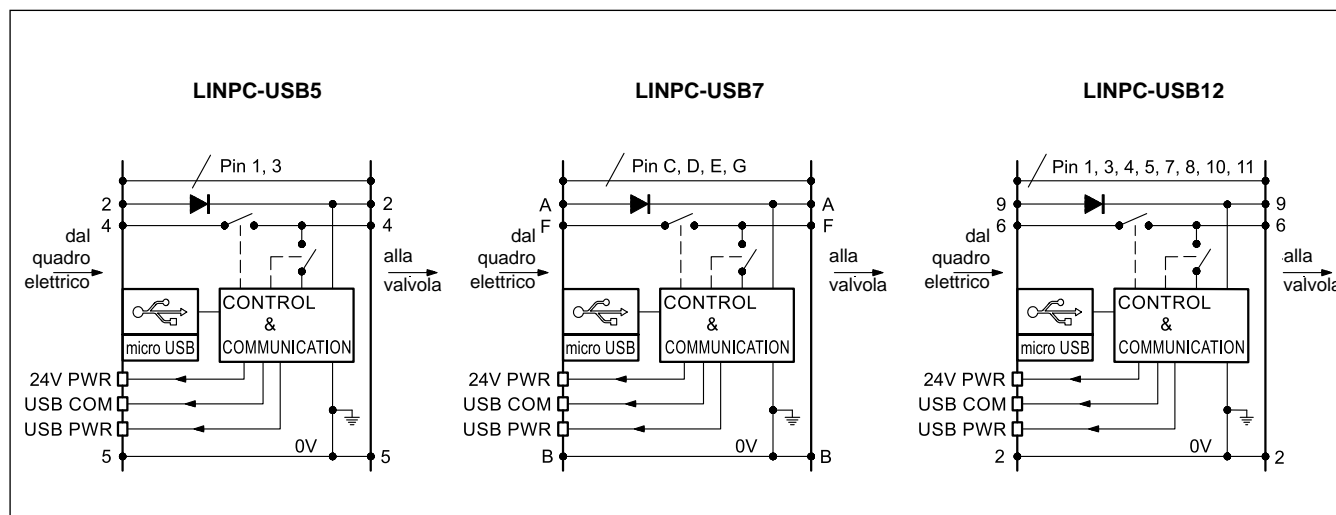 LINPC-USB5
Pin 1, 3
2
2
4
4
dal
quadro
elettrico
alla
valvola
CONTROL
&
COMMUNICATION
micro USB
24V PWR
USB COM
USB PWR
0V
5
5
LINPC-USB7
Pin C, D, E, G
A
A
F
F
dal
quadro
elettrico
alla
valvola
CONTROL
&
COMMUNICATION
micro USB
24V PWR
USB COM
USB PWR
0V
B
B
LINPC-USB12
Pin 1, 3, 4, 5, 7, 8, 10, 11
9
9
6
6
dal
quadro
elettrico
alla
valvola
CONTROL
&
COMMUNICATION
micro USB
24V PWR
USB COM
USB PWR
0V
2
2